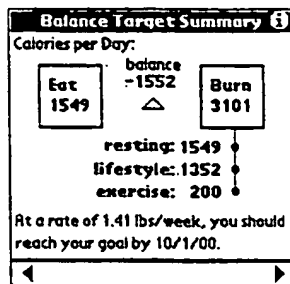 Balance Target Summary i
Calories per Day:
balance
-1552
Eat
1549
Burn
3101
resting: 1549
lifestyle: 1352
exercise: 200
At a rate of 1.41 lbs/week, you should
reach your goal by 10/1/00.